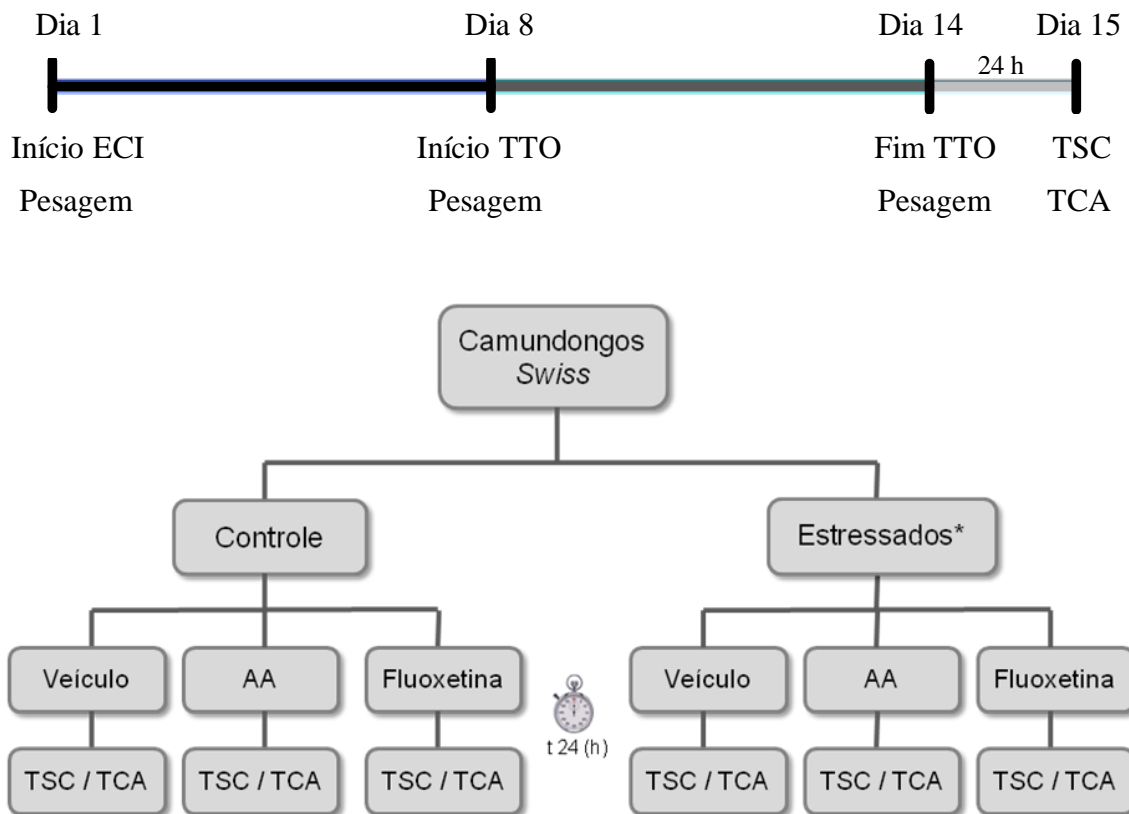 Dia 1 Dia 8 Dia 14 Dia 15
24 h
Início ECI Início TTO Fim TTO TSC
Pesagem Pesagem Pesagem TCA
Camundongos
Swiss
Controle Estressados*
Veículo AA Fluoxetina Veículo AA Fluoxetina
t 24 (h)
TSC / TCA TSC / TCA TSC / TCA TSC / TCA TSC / TCA TSC / TCA